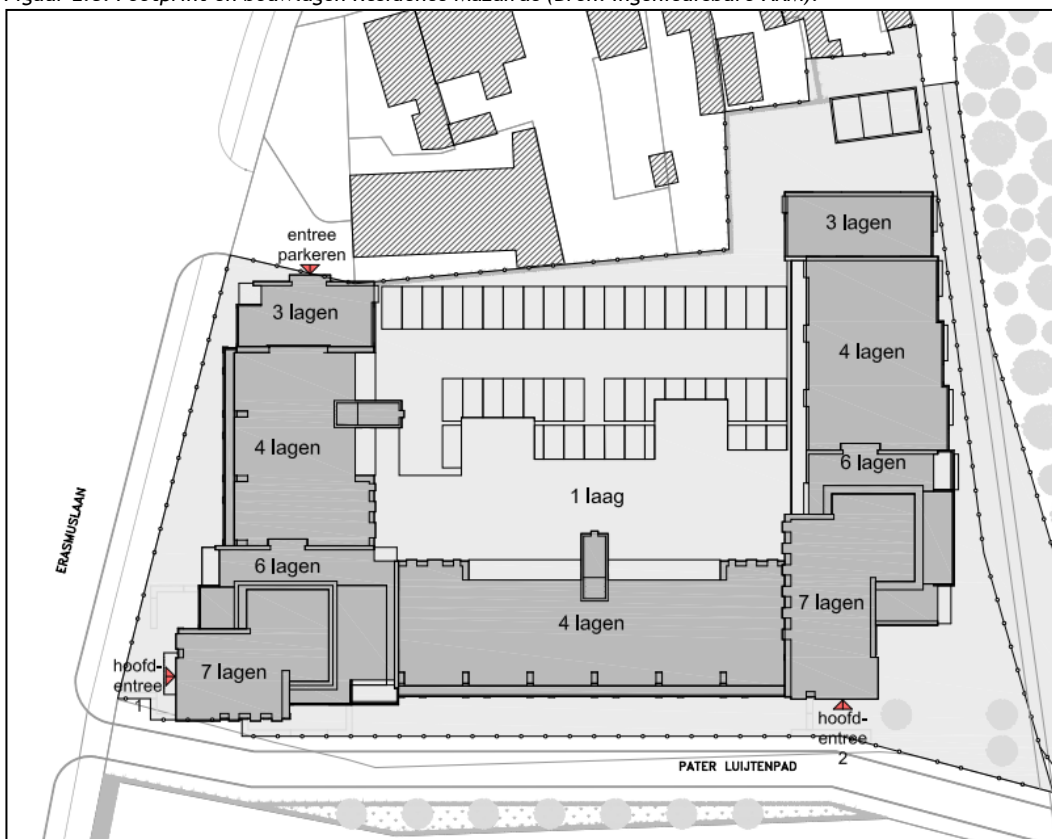 entree
parkeren
3 lagen
3 lagen
4 lagen
4 lagen
6 lagen
1 laag
ERASMUSLAAN
6 lagen
7 lagen
4 lagen
hoofd-
entree
1
7 lagen
hoofd-
entree
2
PATER LUIJTENPAD